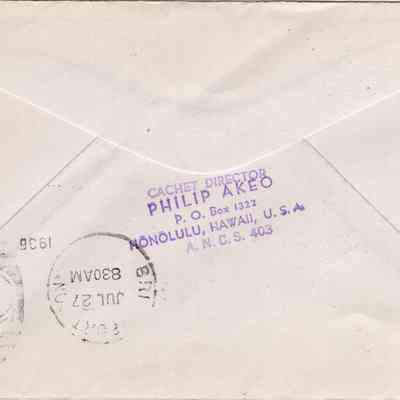 CACHET DIRECTOR
PHILIP AKEO
P. O. Box 1322
HONOLULU, HAWAII, U. S. A.
A. N. C. S. 403
1936
830AM
JUL 27